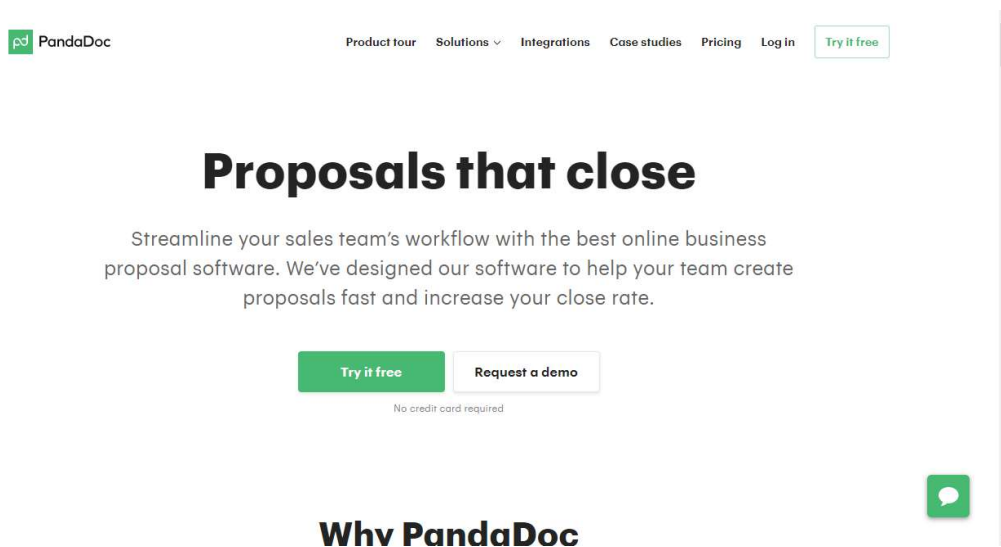 pd PandaDoc
Product tour Solutions Integrations Case studies Pricing Log in Try it free
Proposals that close
Streamline your sales team’s workflow with the best online business
proposal software. We’ve designed our software to help your team create
proposals fast and increase your close rate.
Try it free Request a demo
No credit card required
Why PandaDoc